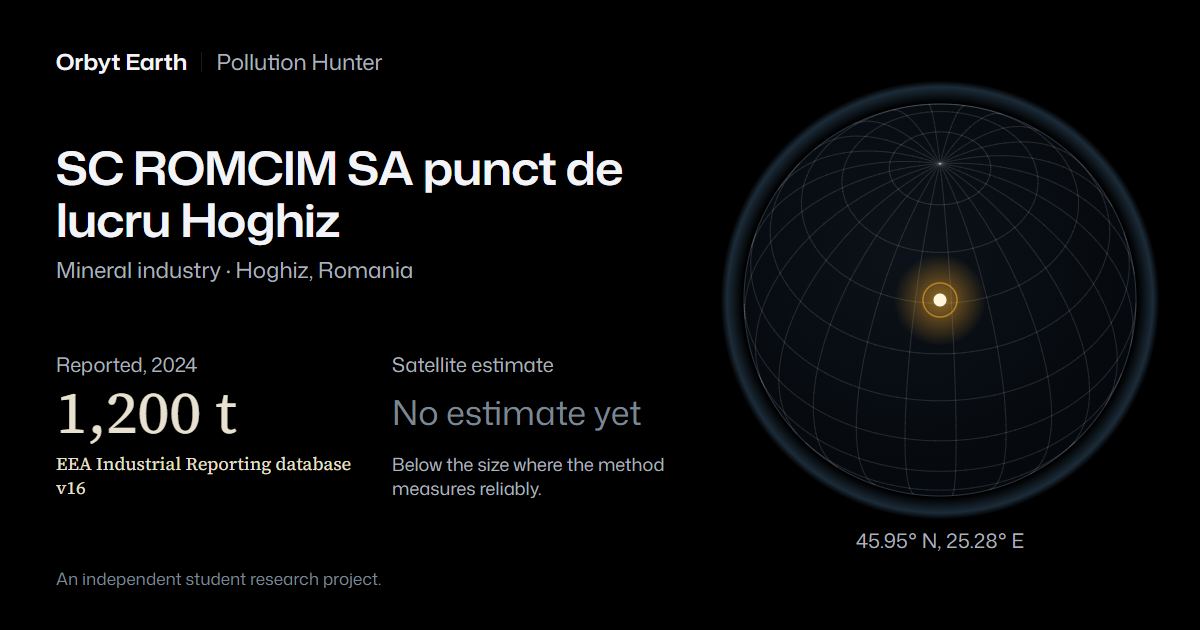 Orbyt Earth | Pollution Hunter
SC ROMCIM SA punct de
lucru Hoghiz
Mineral industry · Hoghiz, Romania
Reported, 2024
1,200 t
EEA Industrial Reporting database
v16
Satellite estimate
No estimate yet
Below the size where the method
measures reliably.
45.95° N, 25.28° E
An independent student research project.